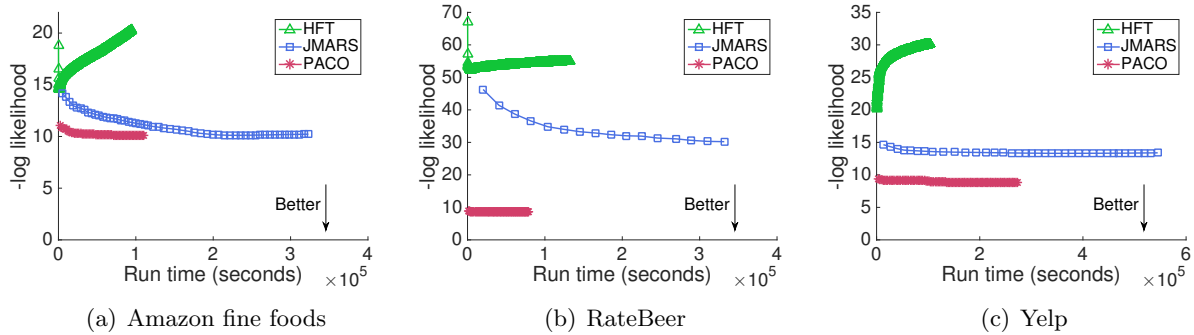 20
15
10
5
0
-log likelihood
HFT
JMARS
PACO
Better
0 1 2 3 4
Run time (seconds) ×10^5
(a) Amazon fine foods
70
60
50
40
30
20
10
0
-log likelihood
HFT
JMARS
PACO
Better
0 1 2 3 4
Run time (seconds) ×10^5
(b) RateBeer
35
30
25
20
15
10
5
0
-log likelihood
HFT
JMARS
PACO
Better
0 2 4 6
Run time (seconds) ×10^5
(c) Yelp